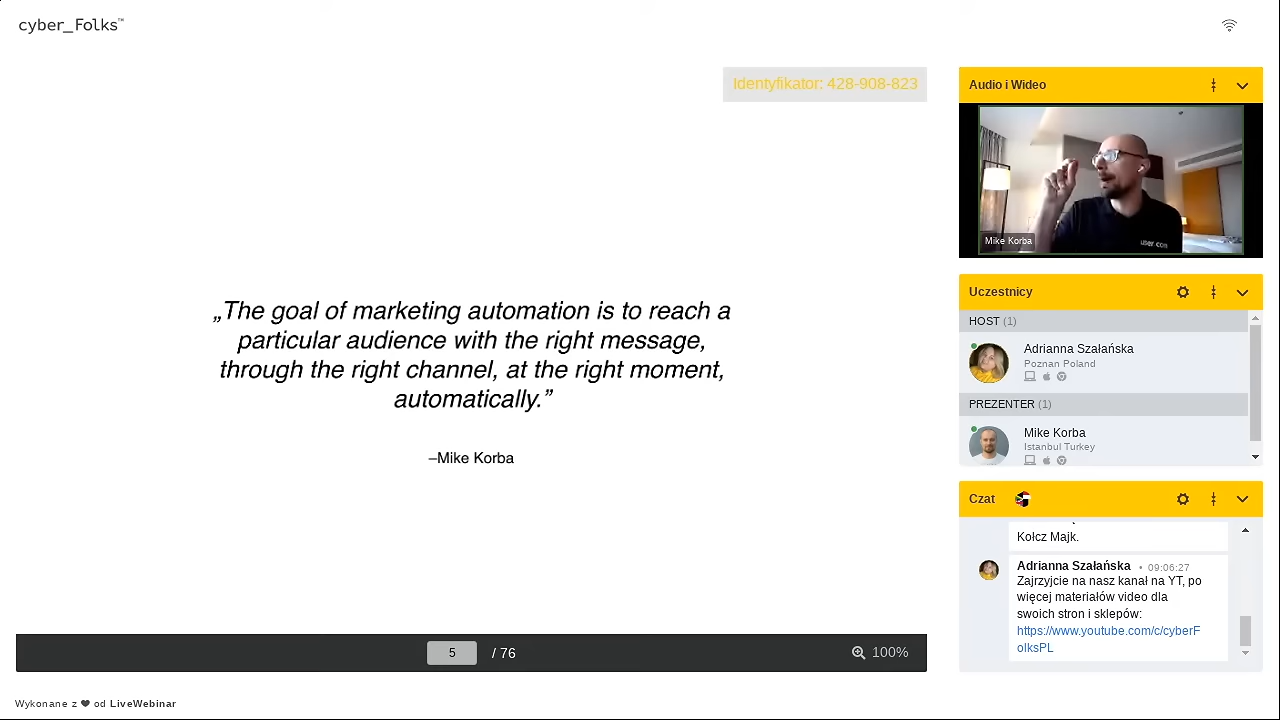 cyber_Folks™
Identyfikator: 428-908-823
„The goal of marketing automation is to reach a
particular audience with the right message,
through the right channel, at the right moment,
automatically.”
–Mike Korba
5 / 76
100%
Audio i Wideo
user.com
Mike Korba
Uczestnicy
HOST (1)
Adrianna Szałańska
Poznan Poland
PREZENTER (1)
Mike Korba
Istanbul Turkey
Czat
Kołcz Majk.
Adrianna Szałańska • 09:06:27
Zajrzyjcie na nasz kanał na YT, po
więcej materiałów video dla
swoich stron i sklepów:
https://www.youtube.com/c/cyberF
olksPL
Wykonane z ❤ od LiveWebinar